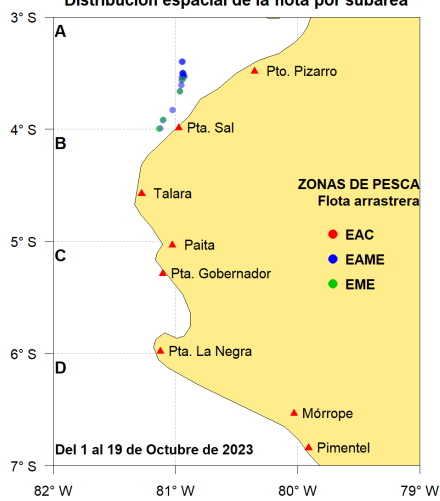 Distribución espacial de la flota por subárea
3° S
A
Pto. Pizarro
4° S
Pta. Sal
B
ZONAS DE PESCA
Talara
Flota arrastrera
EAC
5° S
Paita
C
EAME
Pta. Gobernador
EME
6° S
Pta. La Negra
D
Mórrope
Del 1 al 19 de Octubre de 2023
Pimentel
7° S
82° W
81° W
80° W
79° W